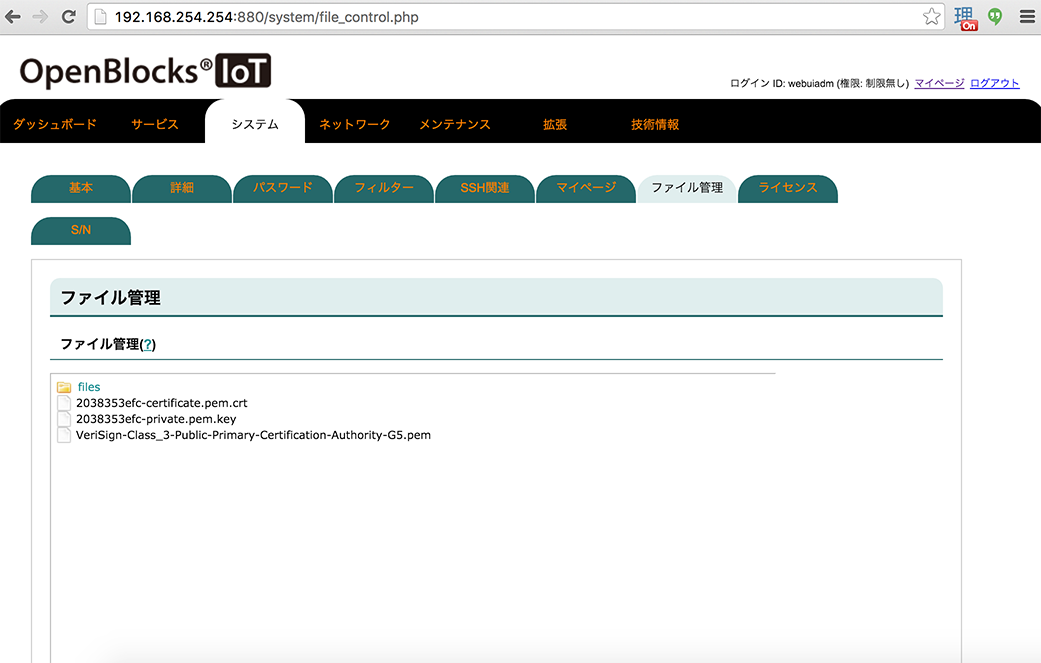 192.168.254.254:880/system/file_control.php
理
On
OpenBlocks® IoT
ログイン ID: webuiadm (権限: 制限無し) マイページ ログアウト
ダッシュボード サービス システム ネットワーク メンテナンス 拡張 技術情報
基本 詳細 パスワード フィルター SSH関連 マイページ ファイル管理 ライセンス
S/N
ファイル管理
ファイル管理(?)
files
2038353efc-certificate.pem.crt
2038353efc-private.pem.key
VeriSign-Class_3-Public-Primary-Certification-Authority-G5.pem